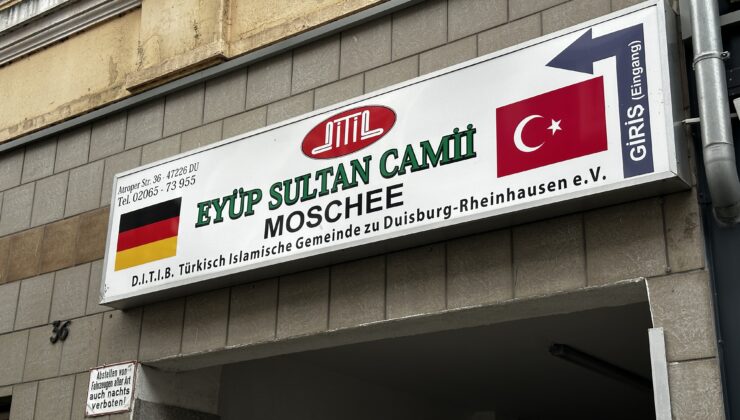 Atroper Str. 36 - 47226 DU
Tel. 02065 - 73 955
DITIB
EYÜP SULTAN CAMİİ
MOSCHEE
D.I.T.I.B. Türkisch Islamische Gemeinde zu Duisburg-Rheinhausen e.V.
GİRİŞ (Eingang)
36
Abstellen von
Fahrzeugen aller Art
auch nachts
verboten!